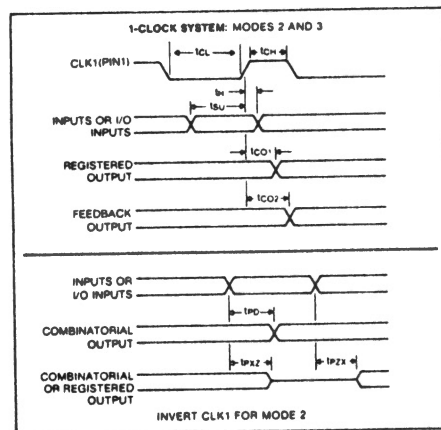 1-CLOCK SYSTEM: MODES 2 AND 3
tCL
tCH
CLK1(PIN1)
tH
tSU
INPUTS OR I/O
INPUTS
tCO1
REGISTERED
OUTPUT
tCO2
FEEDBACK
OUTPUT
INPUTS OR
I/O INPUTS
tPD
COMBINATORIAL
OUTPUT
tPXZ
tPZX
COMBINATORIAL
OR REGISTERED
OUTPUT
INVERT CLK1 FOR MODE 2